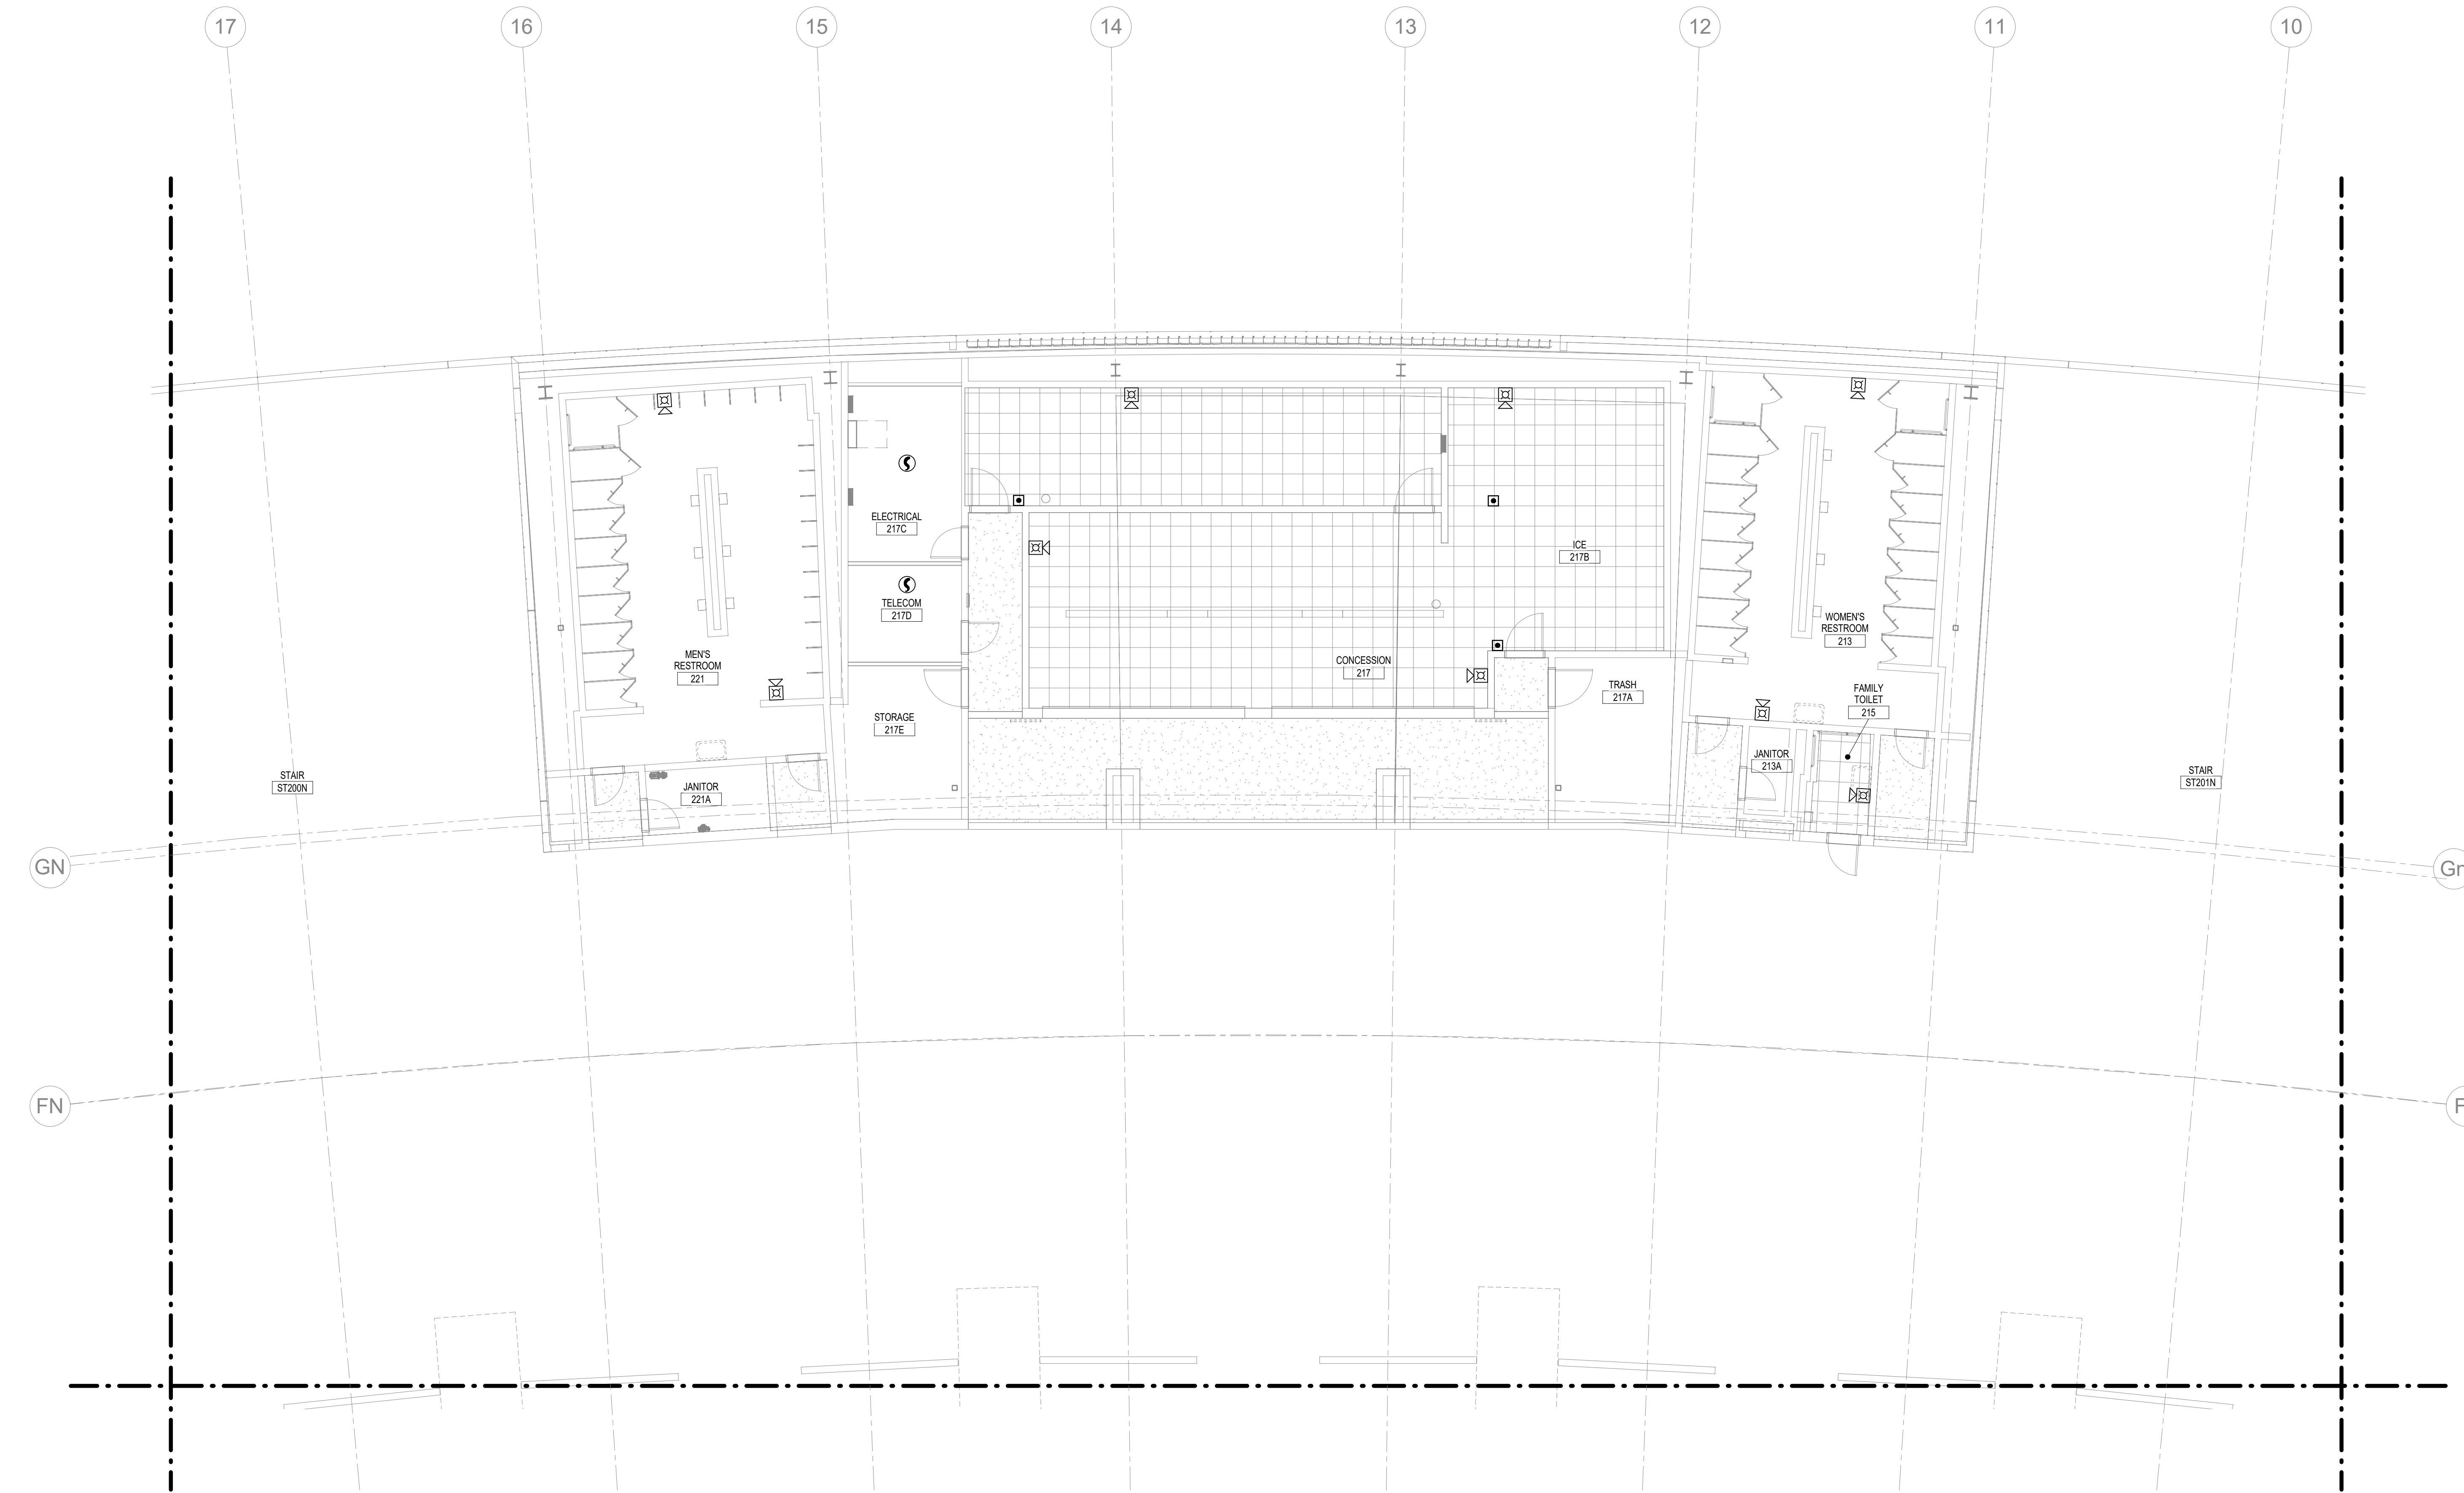 17
16
15
14
13
12
11
10
ELECTRICAL
217C
ICE
217B
TELECOM
217D
WOMEN'S
RESTROOM
213
MEN'S
RESTROOM
221
CONCESSION
217
TRASH
217A
FAMILY
TOILET
215
STORAGE
217E
JANITOR
213A
STAIR
ST200N
JANITOR
221A
STAIR
ST201N
GN
FN